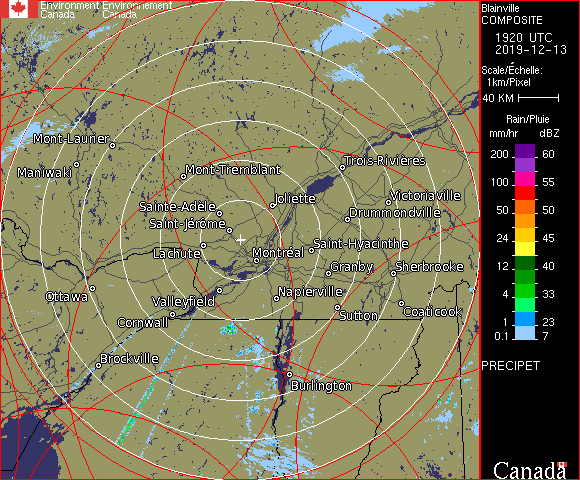 Environment Environnement
Canada Canada
Blainville
COMPOSITE
1920 UTC
2019-12-13
Scale/Échelle:
1km/Pixel
40 KM
Rain/Pluie
mm/hr dBZ
200 60
100 55
50 50
24 45
12 40
4 33
1 23
0.1 7
PRECIPET
Canada
Mont-Laurier
Maniwaki
Mont-Tremblant
Trois-Rivières
Joliette
Victoriaville
Sainte-Adèle
Drummondville
Saint-Jérôme
Saint-Hyacinthe
Lachute
Montréal
Granby
Sherbrooke
Ottawa
Valleyfield
Napierville
Cornwall
Sutton
Coaticook
Brockville
Burlington